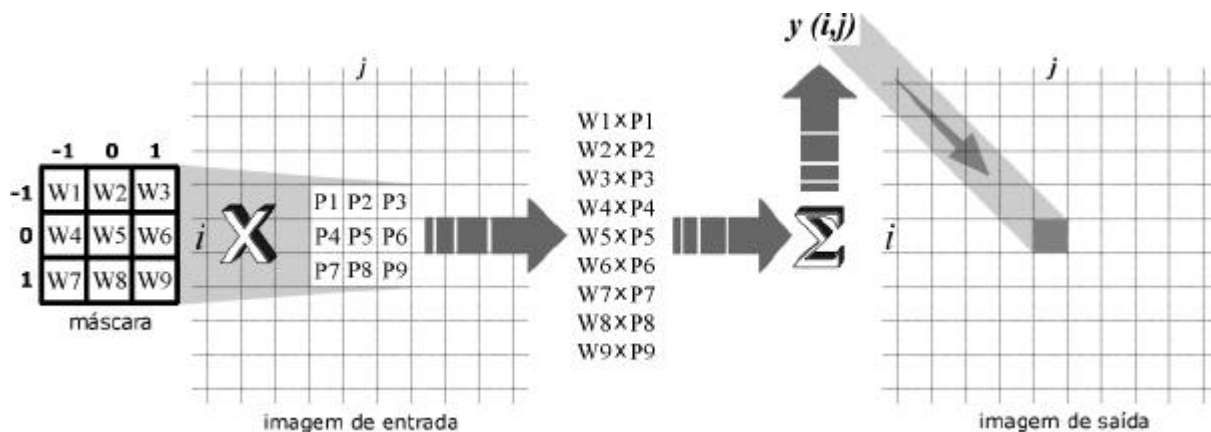 -1 0 1
-1 W1 W2 W3
0 W4 W5 W6
1 W7 W8 W9
máscara
j
i
X
P1 P2 P3
P4 P5 P6
P7 P8 P9
imagem de entrada
W1×P1
W2×P2
W3×P3
W4×P4
W5×P5
W6×P6
W7×P7
W8×P8
W9×P9
Σ
y (i,j)
j
i
imagem de saída